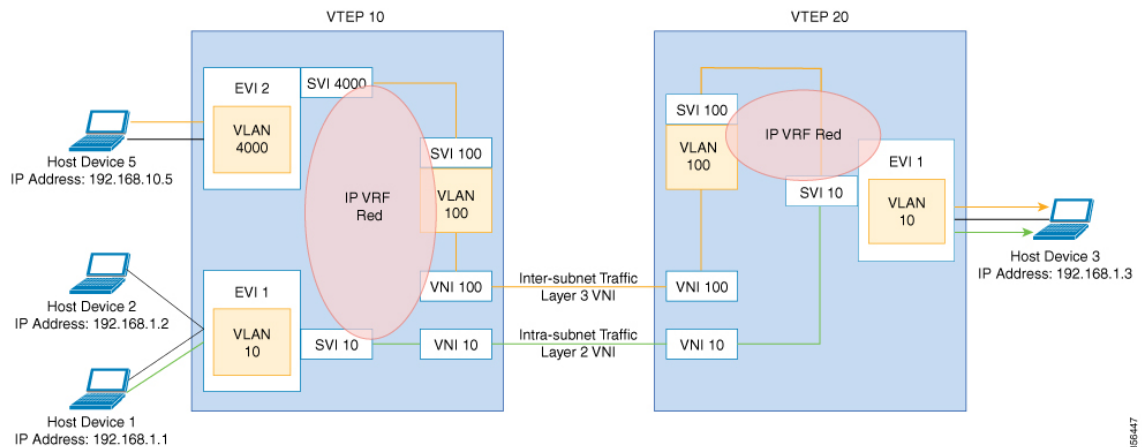 VTEP 10
EVI 2
VLAN
4000
SVI 4000
Host Device 5
IP Address: 192.168.10.5
IP VRF
Red
SVI 100
VLAN
100
VNI 100
Host Device 2
IP Address: 192.168.1.2
EVI 1
VLAN
10
SVI 10
VNI 10
Host Device 1
IP Address: 192.168.1.1
Inter-subnet Traffic
Layer 3 VNI
Intra-subnet Traffic
Layer 2 VNI
VTEP 20
SVI 100
VLAN
100
IP VRF Red
EVI 1
VLAN
10
SVI 10
VNI 100
VNI 10
Host Device 3
IP Address: 192.168.1.3